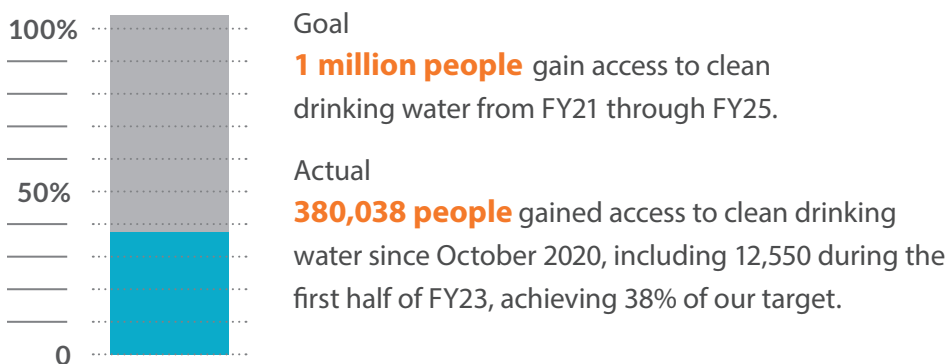 100%
50%
0
Goal
1 million people gain access to clean
drinking water from FY21 through FY25.
Actual
380,038 people gained access to clean drinking
water since October 2020, including 12,550 during the
first half of FY23, achieving 38% of our target.